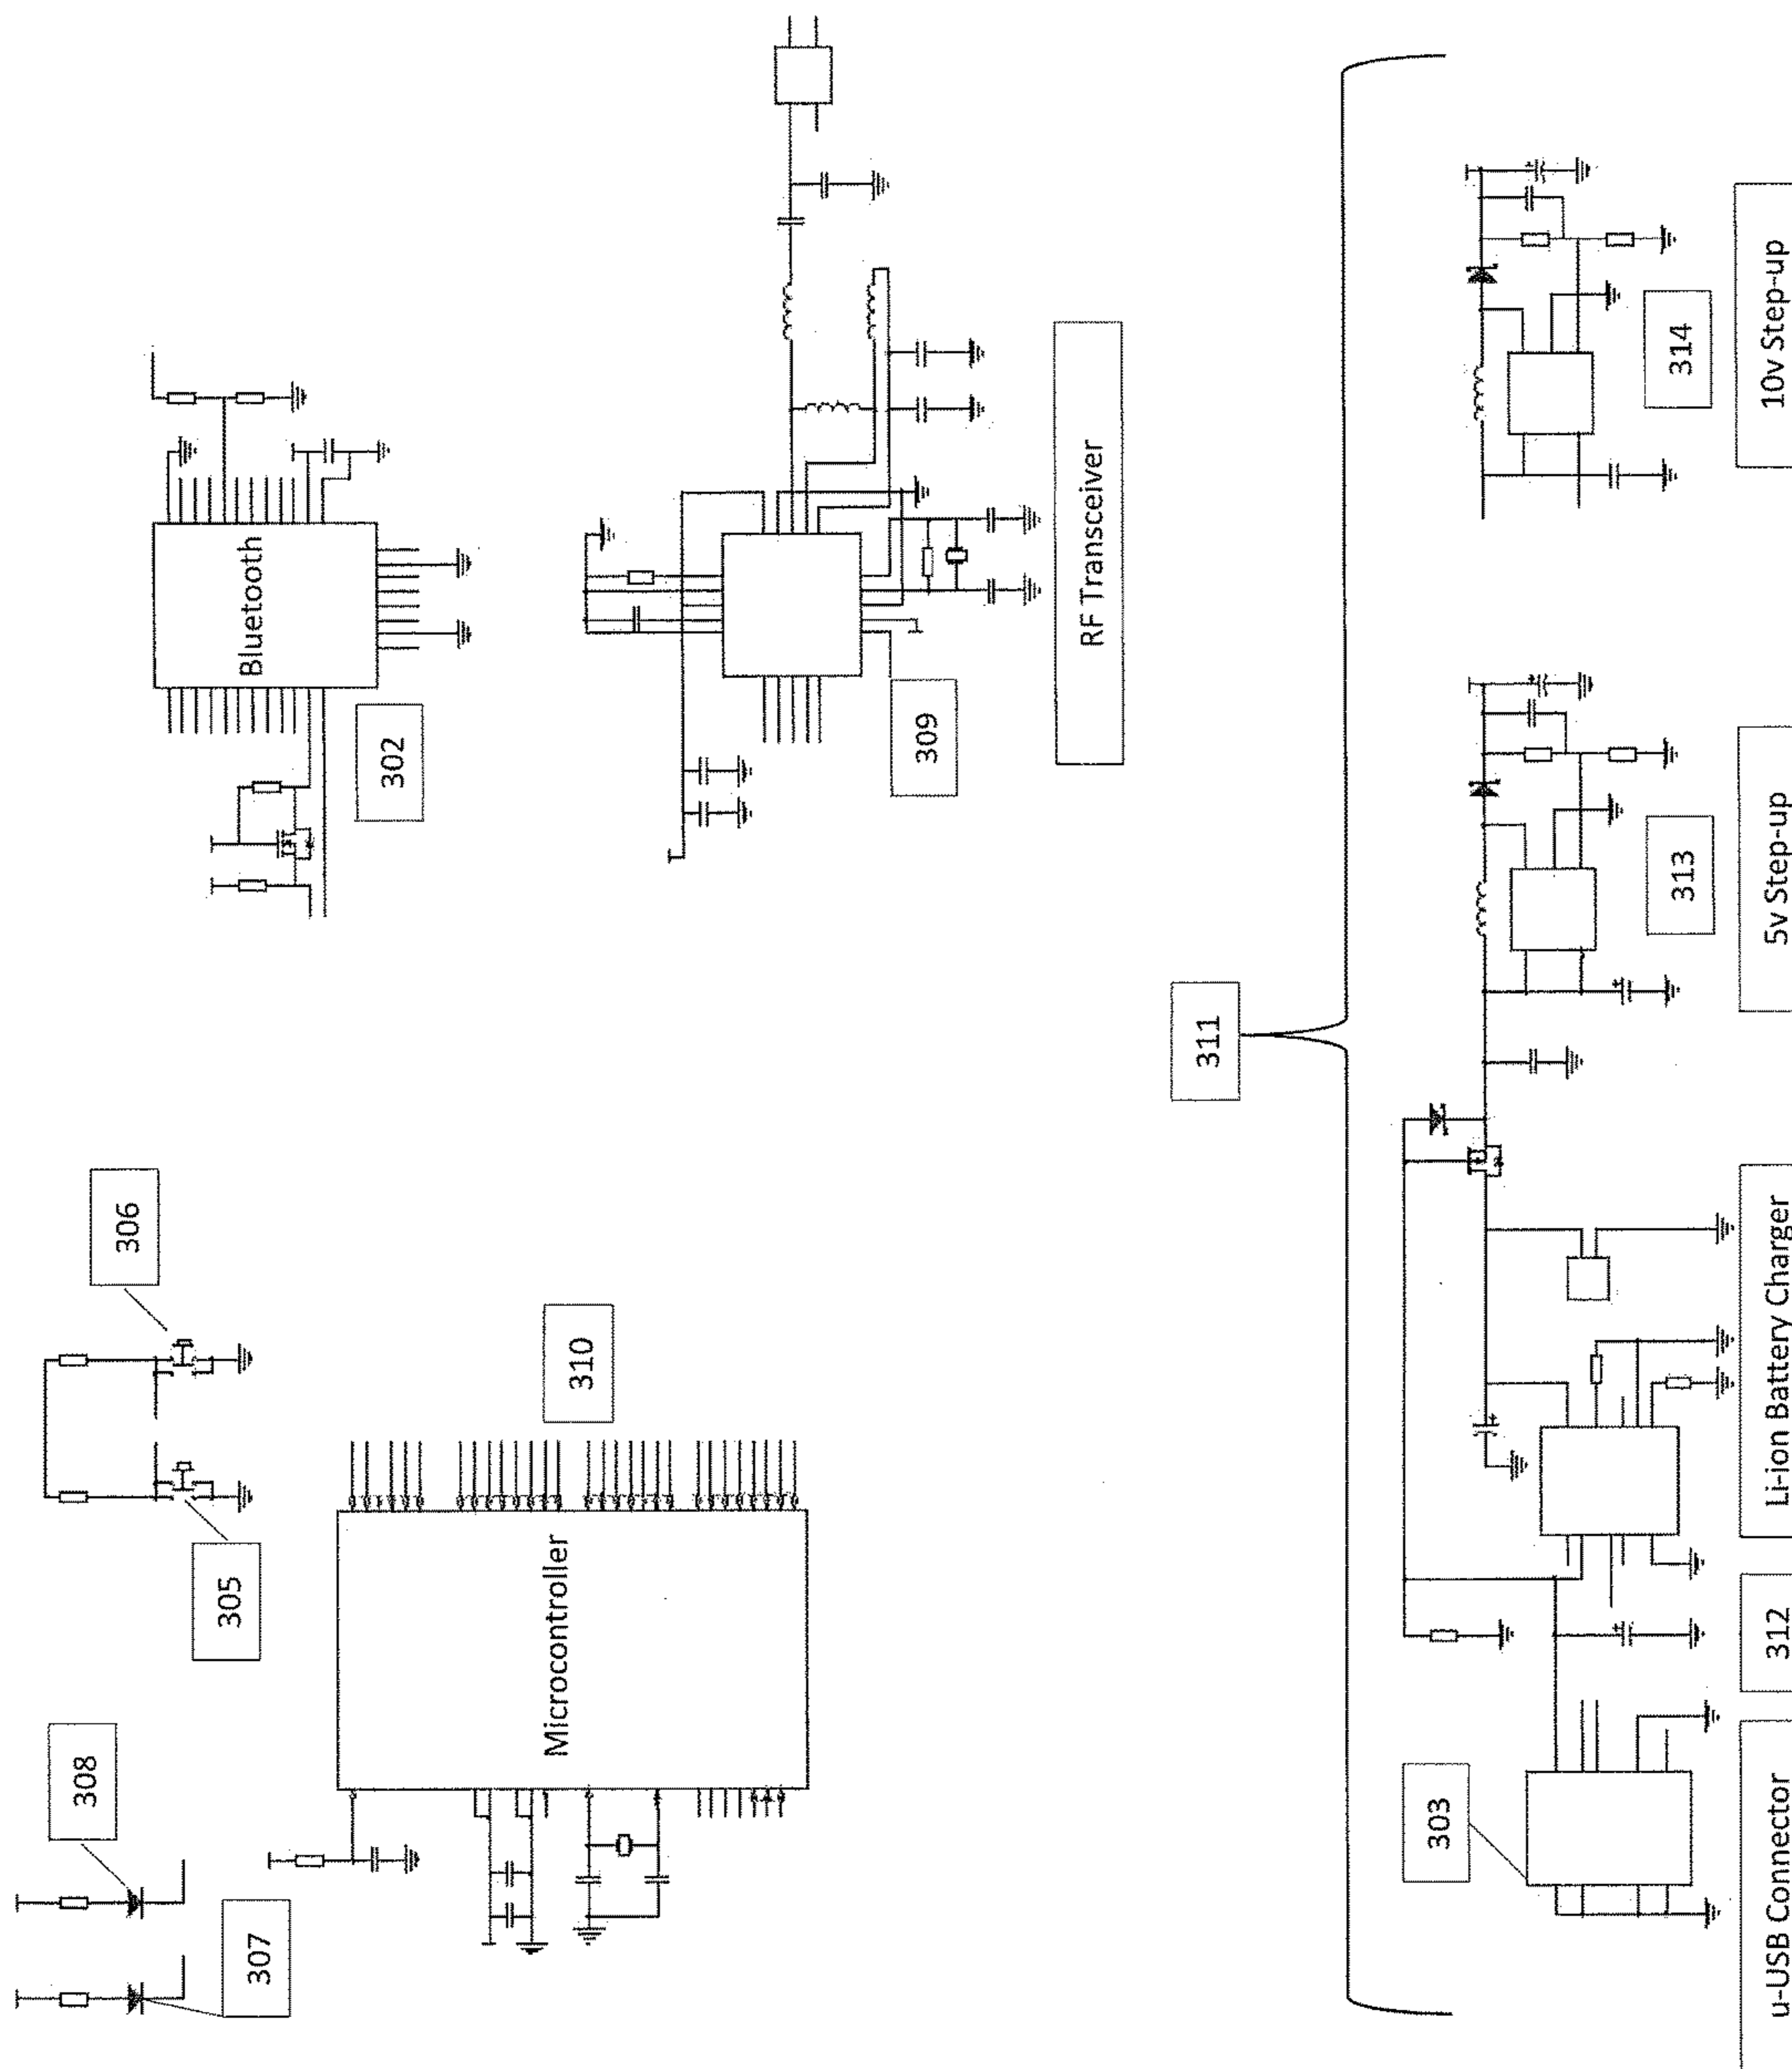 308
306
307
305
Bluetooth
302
Microcontroller
310
309
RF Transceiver
311
303
313
314
u-USB Connector
312
Li-ion Battery Charger
5v Step-up
10v Step-up